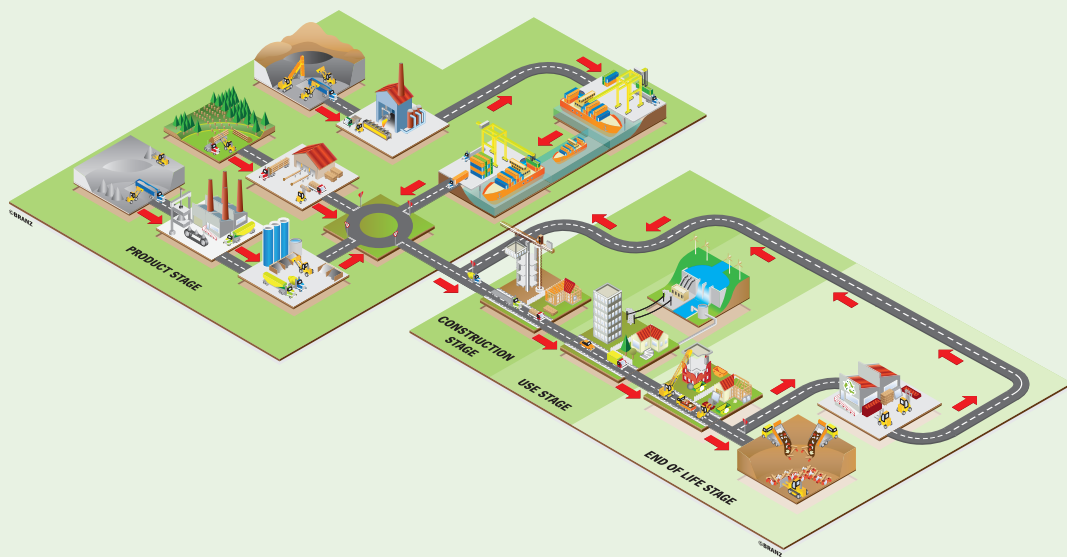 ©BRANZ
PRODUCT STAGE
CONSTRUCTION
STAGE
USE STAGE
END OF LIFE STAGE
©BRANZ